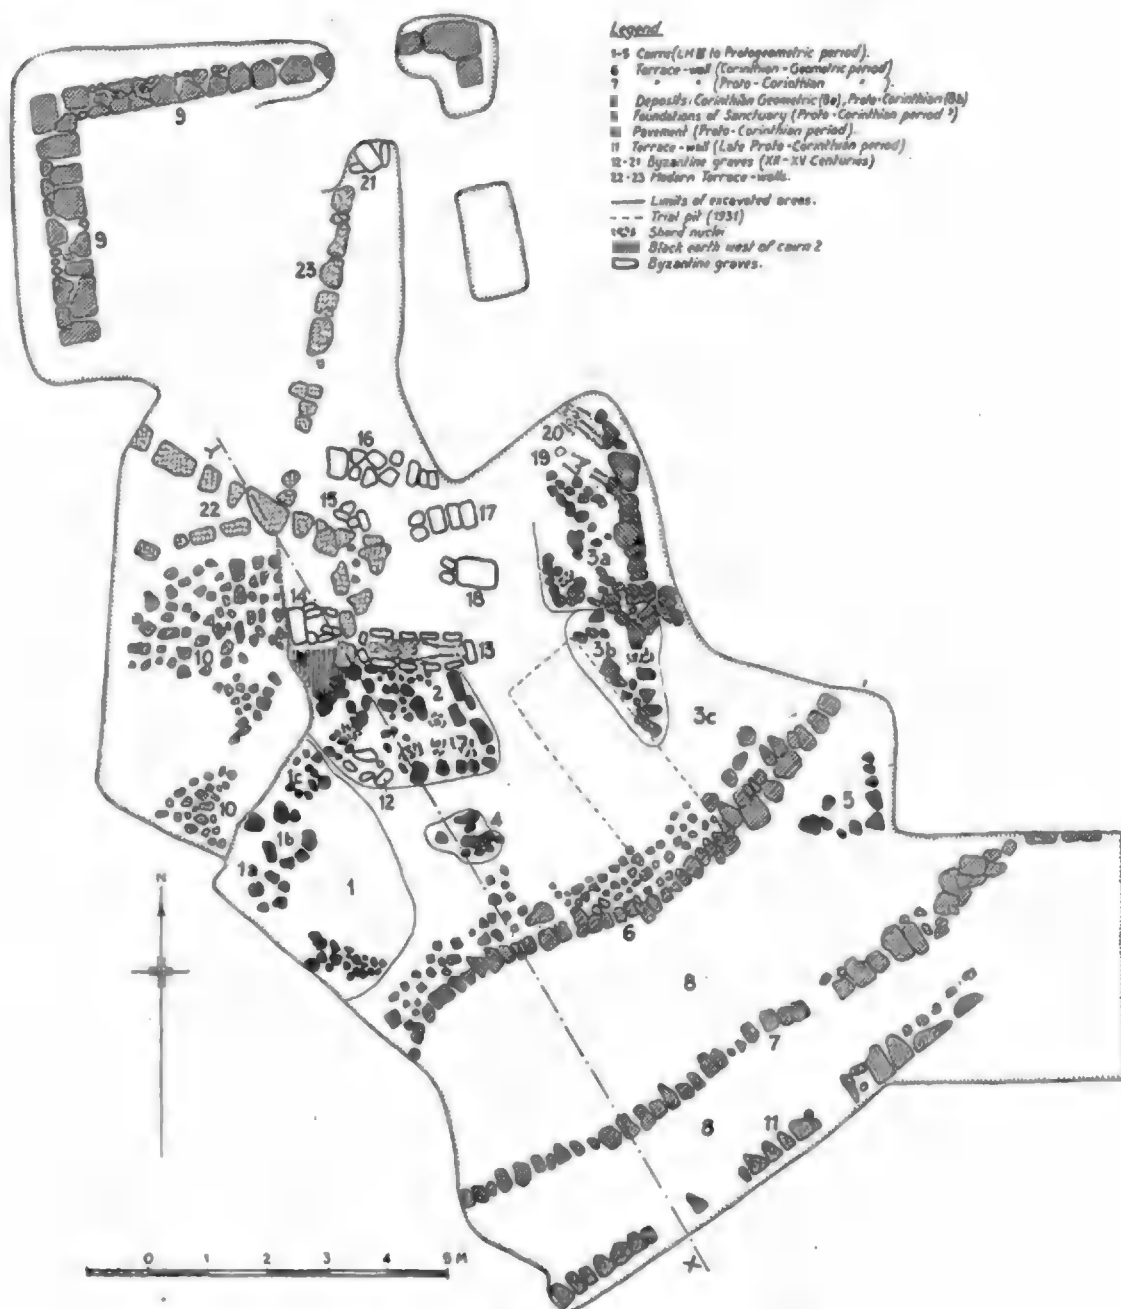 Legend
1-5 Cairns (LM III to Protogeometric period).
6 Terrace-wall (Corinthian-Geometric period)
7 " " (Proto-Corinthian " ).
Deposits: Corinthian Geometric (8a), Proto-Corinthian (8b)
Foundations of Sanctuary (Proto-Corinthian period ?)
Pavement (Proto-Corinthian period).
11 Terrace-wall (Late Proto-Corinthian period)
12-21 Byzantine graves (XII-XV Centuries)
22-23 Modern Terrace-walls.
Limits of excavated areas.
Trial pit (1931)
Sherd nuclei
Black earth west of cairn 2
Byzantine graves.
9
21
9
23
20
16
19
Y
15
17
22
3a
18
14
10
3b
13
2
3c
1c
12
10
5
4
1b
1a
1
N
6
8
7
8
11
X
0 1 2 3 4 5 M